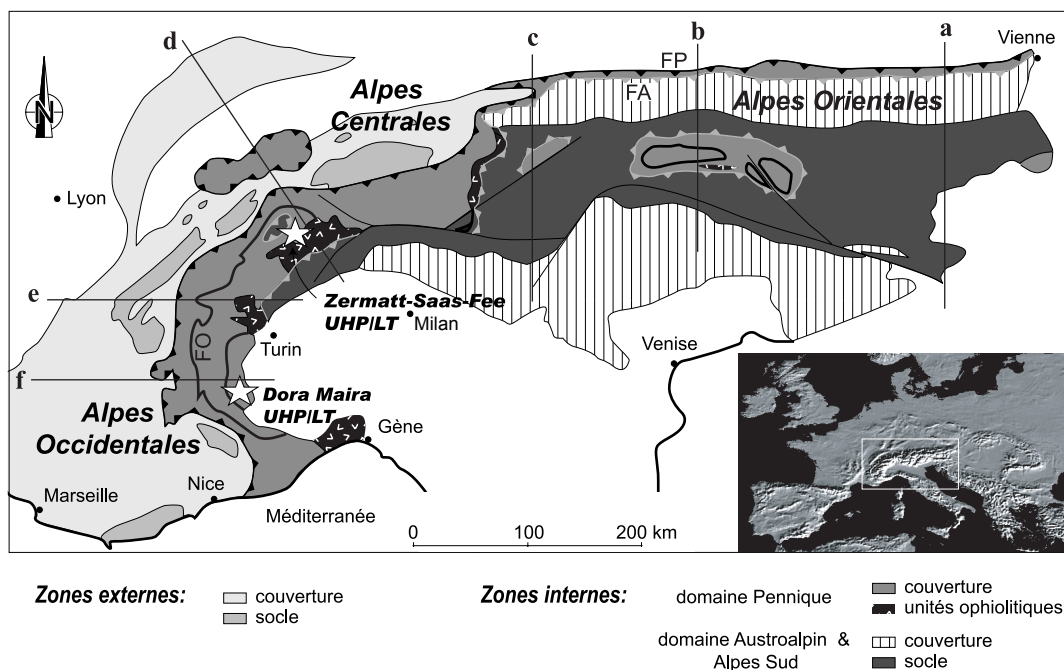 d
c
b
a
Vienne
FP
FA
Alpes
Centrales
Alpes Orientales
N
Lyon
e
Zermatt-Saas-Fee
UHP/LT
Milan
Turin
FO
Venise
f
Dora Maira
UHP/LT
Alpes
Occidentales
Gène
Nice
Marseille
Méditerranée
0 100 200 km
Zones externes:
couverture
socle
Zones internes:
domaine Pennique
couverture
unités ophiolitiques
domaine Austroalpin &
Alpes Sud
couverture
socle